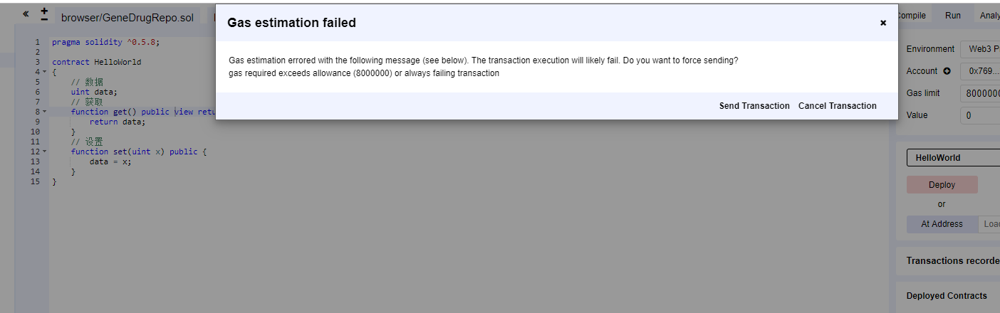 « + − browser/GeneDrugRepo.sol
Gas estimation failed ×
Compile Run Analy
1 pragma solidity ^0.5.8;
2
3 contract HelloWorld
4 {
5 // 数据
6 uint data;
7 // 获取
8 function get() public view retu
9 return data;
10 }
11 // 设置
12 function set(uint x) public {
13 data = x;
14 }
15 }
Gas estimation errored with the following message (see below). The transaction execution will likely fail. Do you want to force sending?
gas required exceeds allowance (8000000) or always failing transaction
Send Transaction Cancel Transaction
Environment Web3 P
Account 0x769...
Gas limit 8000000
Value 0
HelloWorld
Deploy
or
At Address Load
Transactions recorde
Deployed Contracts